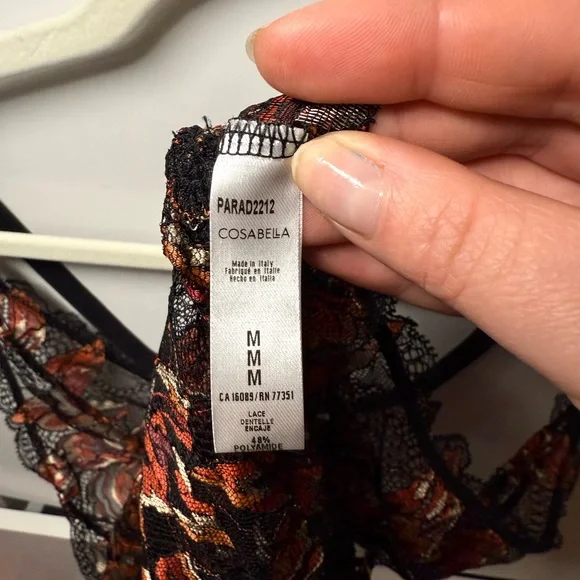 PARAD2212
COSABELLA
Made in Italy
Fabriqué en Italie
Hecho en Italia
M
M
M
CA 16089/RN 77351
LACE
DENTELLE
ENCAJE
48%
POLYAMIDE